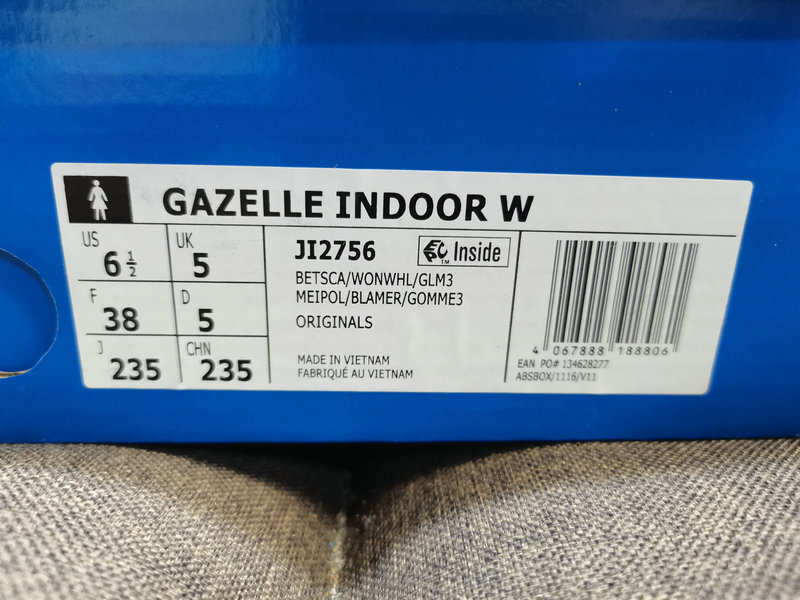 GAZELLE INDOOR W
US 6 1/2
UK 5
F 38
D 5
J 235
CHN 235
JI2756
Inside
TM
BETSCA/WONWHL/GLM3
MEIPOL/BLAMER/GOMME3
ORIGINALS
MADE IN VIETNAM
FABRIQUÉ AU VIETNAM
4 067888 188806
EAN PO# 134628277
ABSBOX/1116/V11